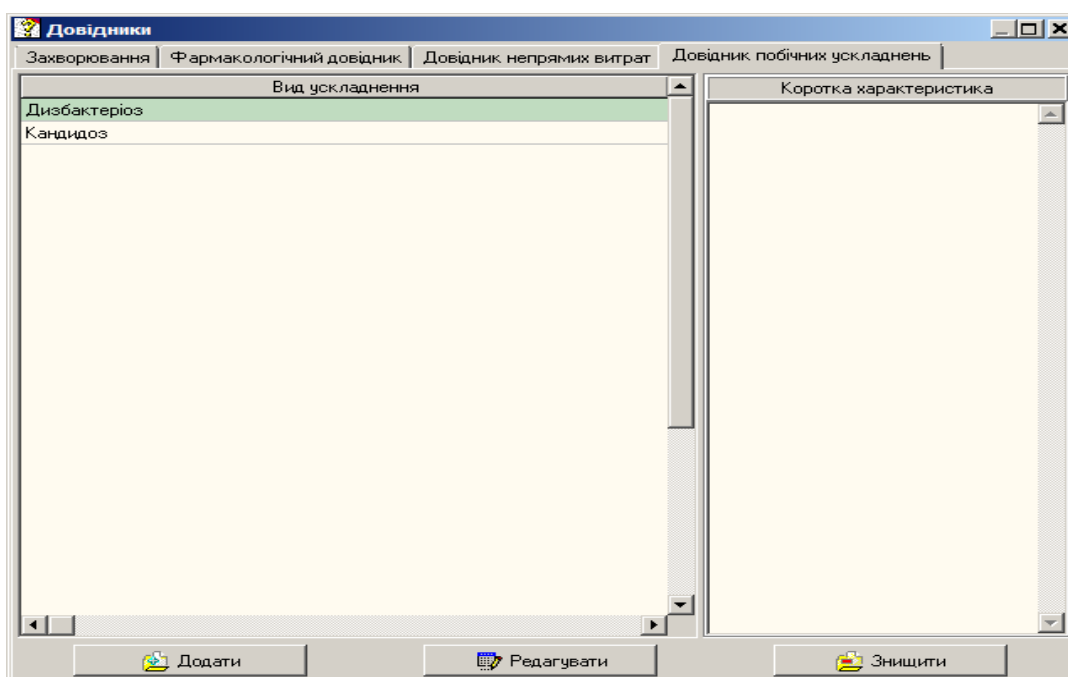 Довідники
Захворювання Фармакологічний довідник Довідник непрямих витрат Довідник побічних ускладнень
Вид ускладнення Коротка характеристика
Дизбактеріоз
Кандидоз
Додати Редагувати Знищити